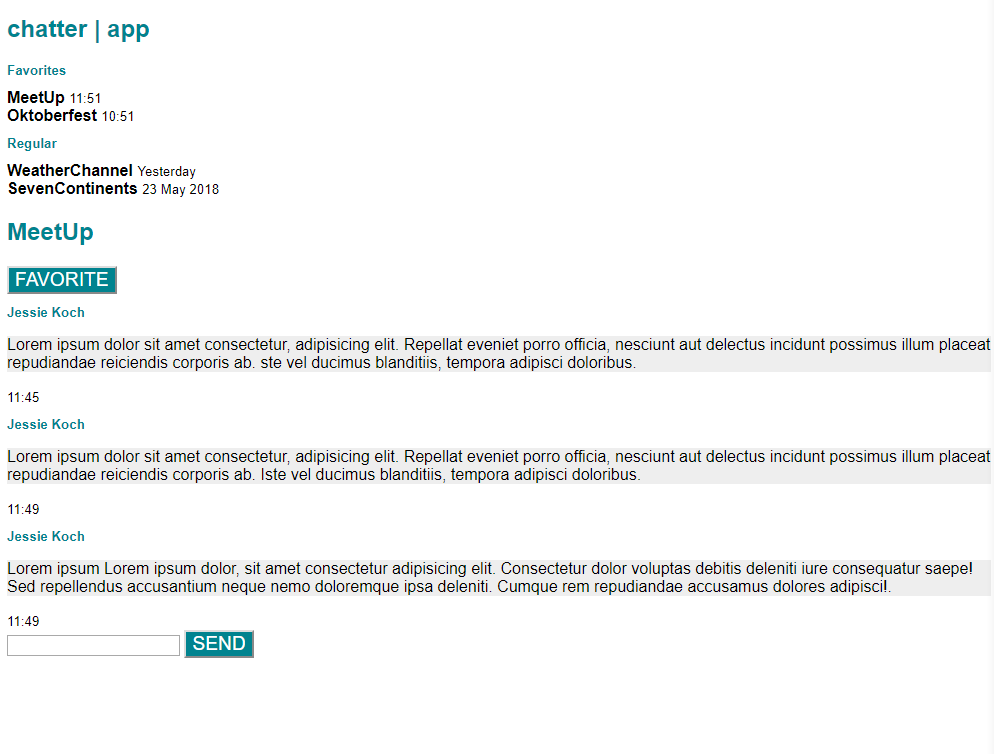 chatter | app
Favorites
MeetUp 11:51
Oktoberfest 10:51
Regular
WeatherChannel Yesterday
SevenContinents 23 May 2018
MeetUp
FAVORITE
Jessie Koch
Lorem ipsum dolor sit amet consectetur, adipisicing elit. Repellat eveniet porro officia, nesciunt aut delectus incidunt possimus illum placeat
repudiandae reiciendis corporis ab. ste vel ducimus blanditiis, tempora adipisci doloribus.
11:45
Jessie Koch
Lorem ipsum dolor sit amet consectetur, adipisicing elit. Repellat eveniet porro officia, nesciunt aut delectus incidunt possimus illum placeat
repudiandae reiciendis corporis ab. Iste vel ducimus blanditiis, tempora adipisci doloribus.
11:49
Jessie Koch
Lorem ipsum Lorem ipsum dolor, sit amet consectetur adipisicing elit. Consectetur dolor voluptas debitis deleniti iure consequatur saepe!
Sed repellendus accusantium neque nemo doloremque ipsa deleniti. Cumque rem repudiandae accusamus dolores adipisci!.
11:49
SEND